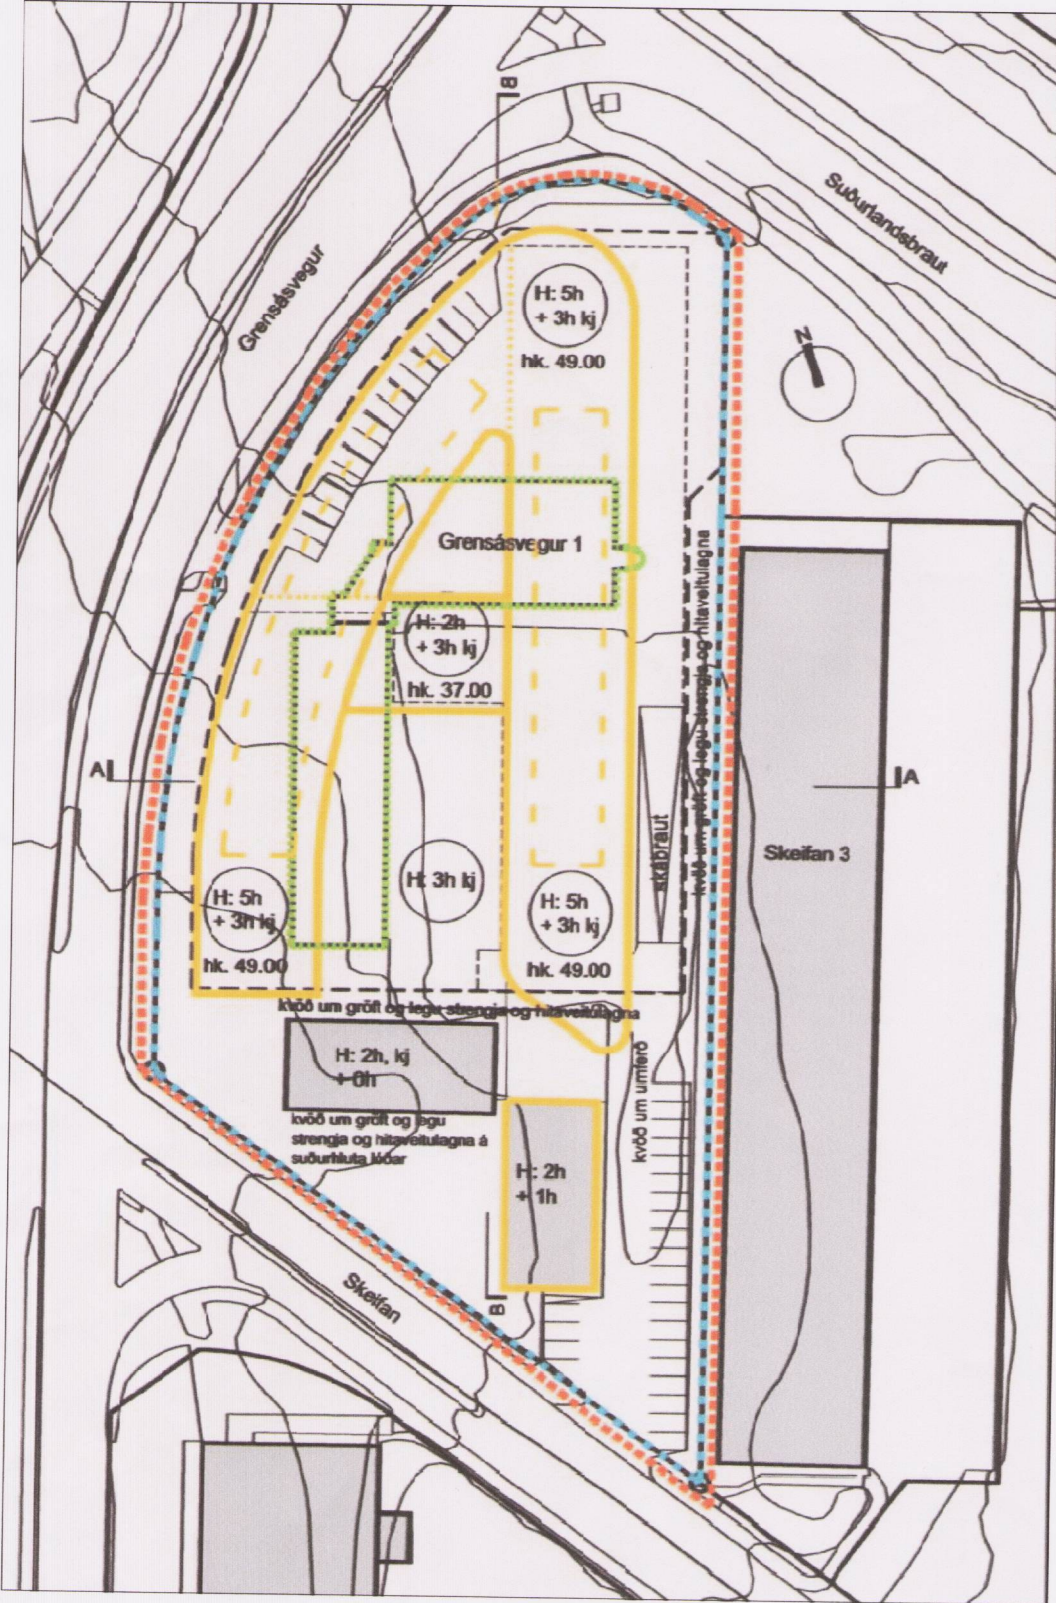 B
Suðurlandsbraut
Grensásvegur
N
H: 5h
+ 3h kj
hk. 49.00
Grensásvegur 1
H: 2h
+ 3h kj
hk. 37.00
kvöð um gröft og legu strengja og hitaveitulagna
A
A
skábraut
Skeifan 3
H: 3h kj
H: 5h
+ 3h kj
hk. 49.00
H: 5h
+ 3h kj
hk. 49.00
kvöð um gröft og legu strengja og hitaveitulagna
H: 2h, kj
+ 0h
kvöð um umferð
kvöð um gröft og legu
strengja og hitaveitulagna á
suðurhluta lóðar
H: 2h
+ 1h
Skeifan
B